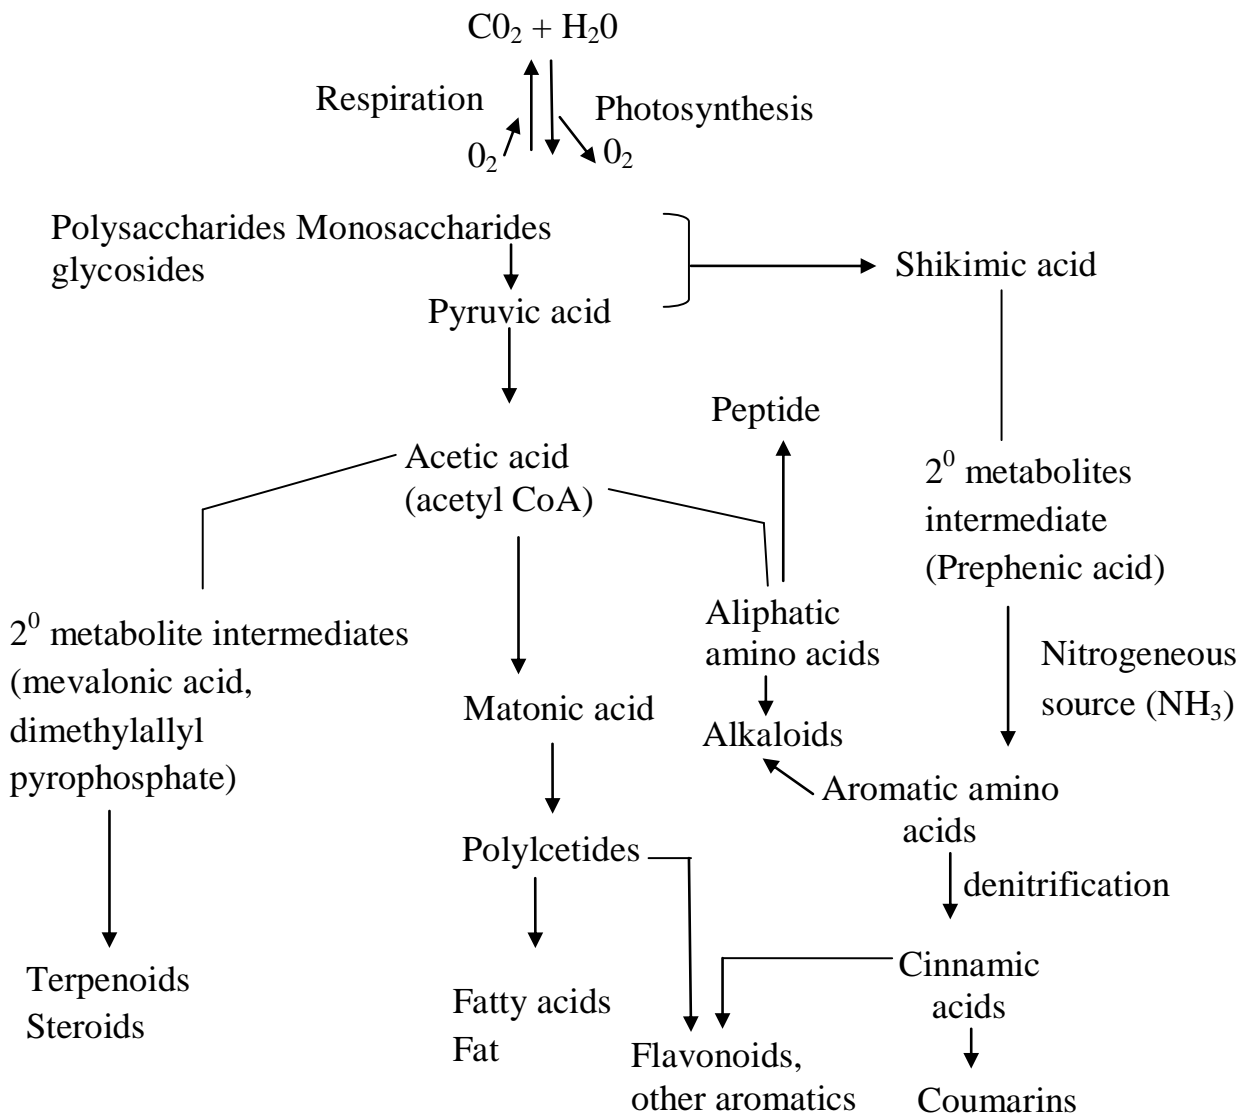 C0₂ + H₂0
Respiration
Photosynthesis
0₂
0₂
Polysaccharides Monosaccharides
glycosides
Shikimic acid
Pyruvic acid
Peptide
Acetic acid
(acetyl CoA)
2⁰ metabolites
intermediate
(Prephenic acid)
2⁰ metabolite intermediates
(mevalonic acid,
dimethylallyl
pyrophosphate)
Aliphatic
amino acids
Nitrogeneous
source (NH₃)
Matonic acid
Alkaloids
Aromatic amino
acids
Polylcetides
denitrification
Terpenoids
Steroids
Cinnamic
acids
Fatty acids
Fat
Flavonoids,
other aromatics
Coumarins